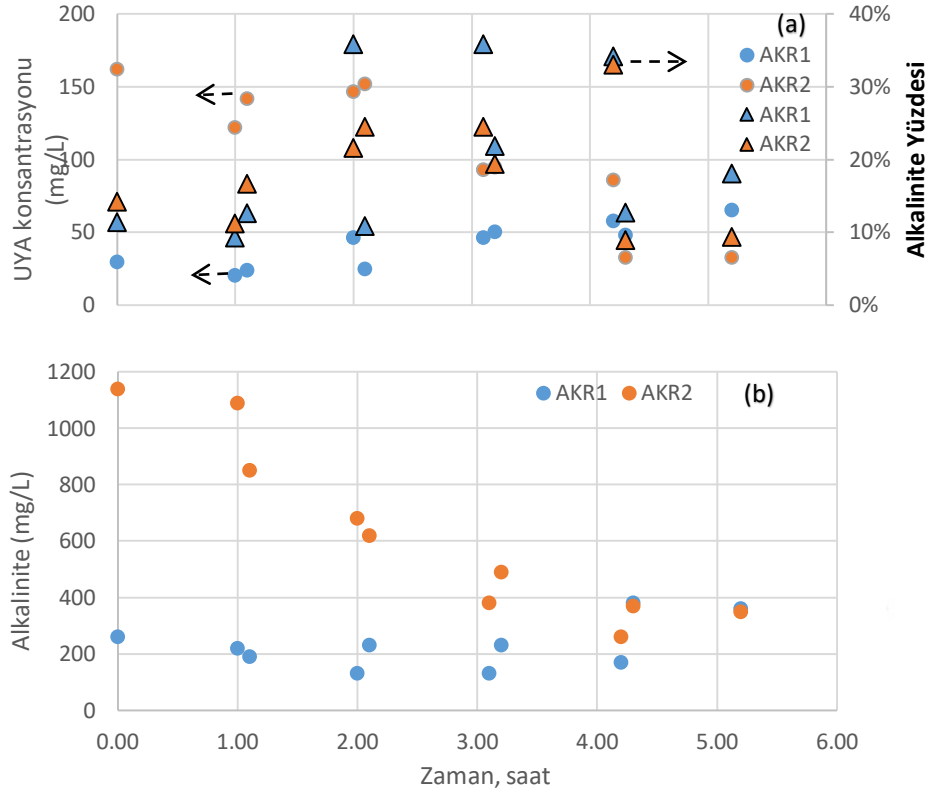 200
150
100
50
0
UYA konsantrasyonu
(mg/L)
40%
30%
20%
10%
0%
Alkalinite Yüzdesi
(a)
AKR1
AKR2
AKR1
AKR2
1200
1000
800
600
400
200
0
Alkalinite (mg/L)
AKR1 AKR2
(b)
0.00 1.00 2.00 3.00 4.00 5.00 6.00
Zaman, saat